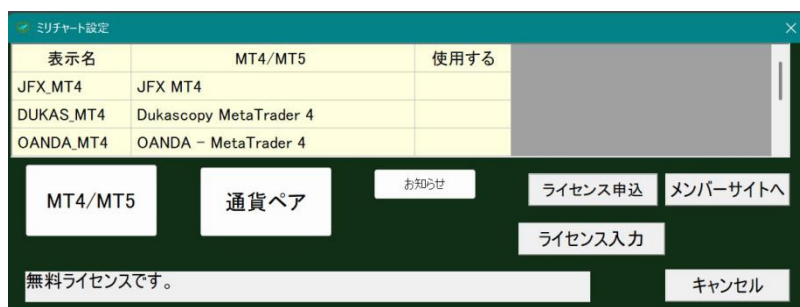 ミリチャート設定
表示名 MT4/MT5 使用する
JFX_MT4 JFX MT4
DUKAS_MT4 Dukascopy MetaTrader 4
OANDA_MT4 OANDA - MetaTrader 4
MT4/MT5 通貨ペア お知らせ ライセンス申込 メンバーサイトへ
ライセンス入力
無料ライセンスです。 キャンセル